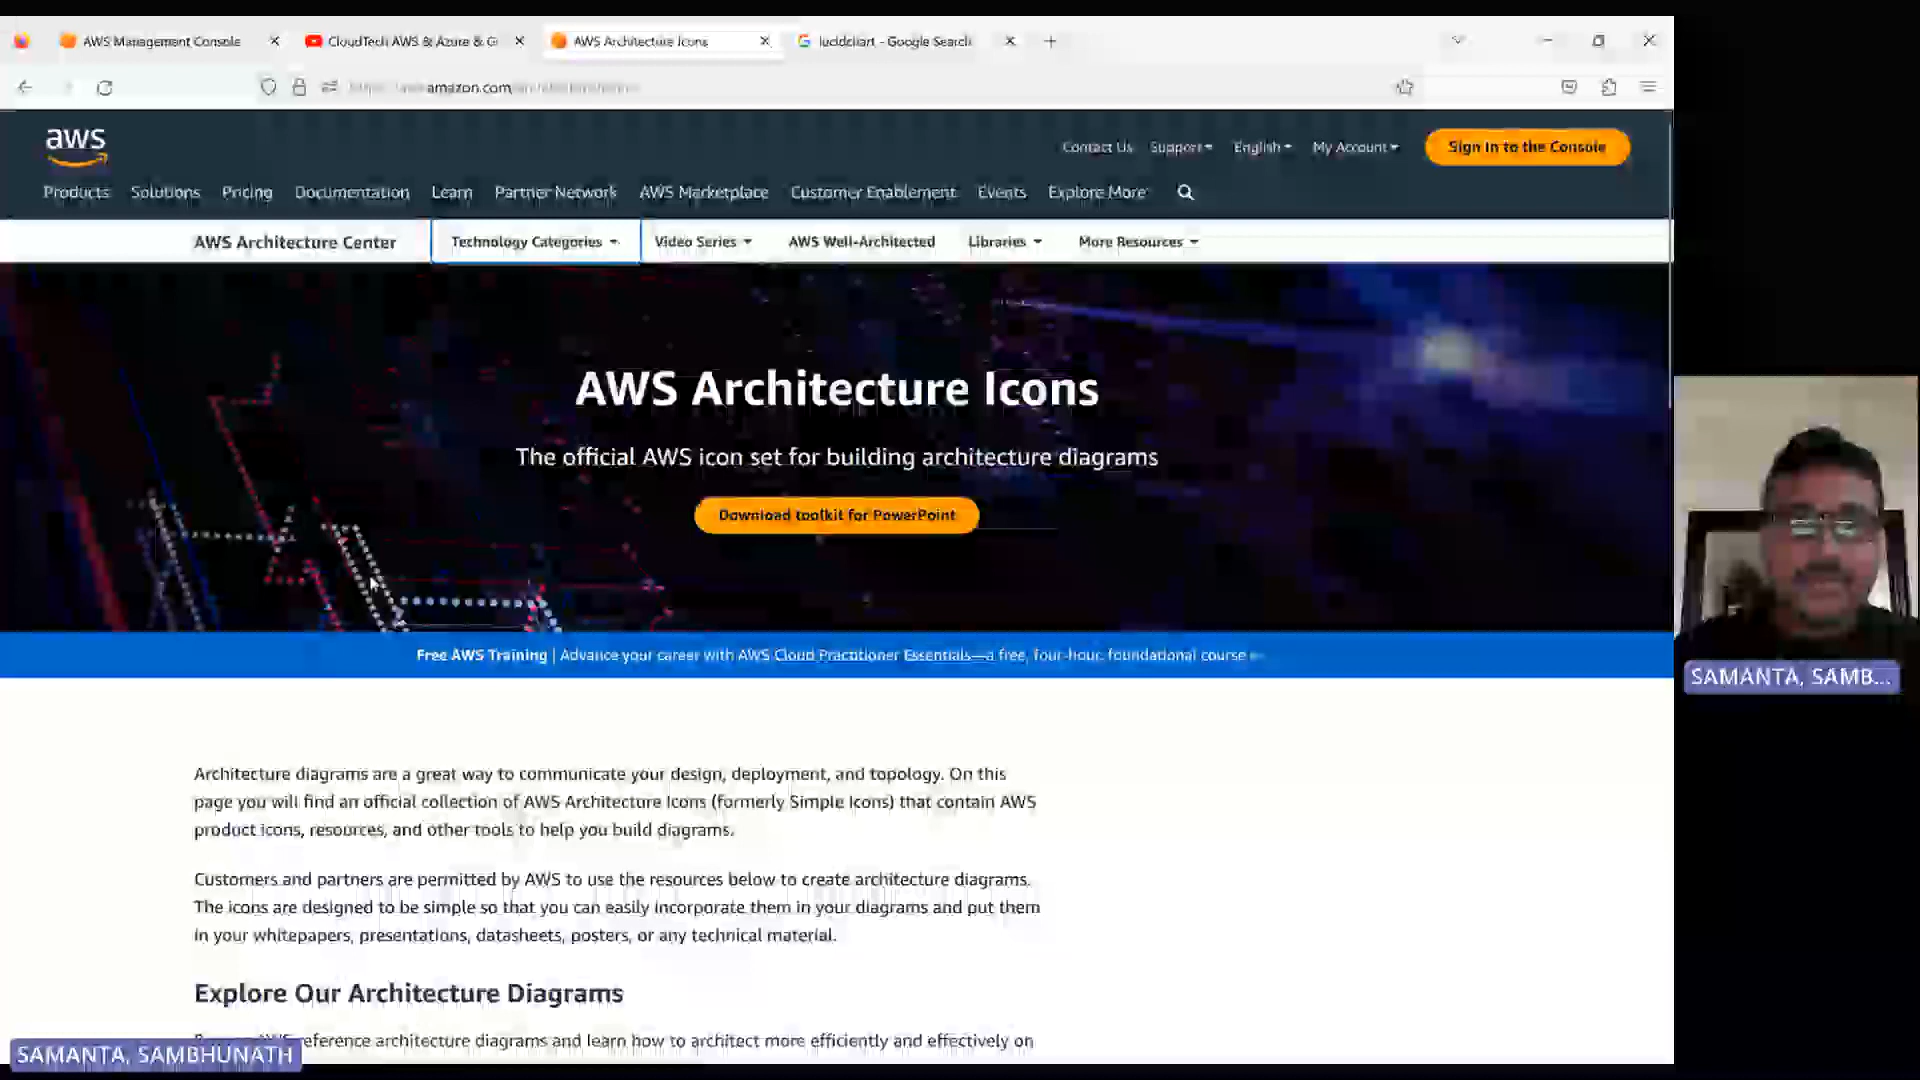 AWS Management Console
CloudTech AWS & Azure & G
AWS Architecture Icons
lucidchart - Google Search
amazon.com
aws
Contact Us
Support
English
My Account
Sign In to the Console
Products
Solutions
Pricing
Documentation
Learn
Partner Network
AWS Marketplace
Customer Enablement
Events
Explore More
AWS Architecture Center
Technology Categories
Video Series
AWS Well-Architected
Libraries
More Resources
AWS Architecture Icons
The official AWS icon set for building architecture diagrams
Download toolkit for PowerPoint
Free AWS Training | Advance your career with AWS Cloud Practitioner Essentials—a free, four-hour, foundational course
SAMANTA, SAMB...
Architecture diagrams are a great way to communicate your design, deployment, and topology. On this
page you will find an official collection of AWS Architecture Icons (formerly Simple Icons) that contain AWS
product icons, resources, and other tools to help you build diagrams.
Customers and partners are permitted by AWS to use the resources below to create architecture diagrams.
The icons are designed to be simple so that you can easily incorporate them in your diagrams and put them
in your whitepapers, presentations, datasheets, posters, or any technical material.
Explore Our Architecture Diagrams
reference architecture diagrams and learn how to architect more efficiently and effectively on
SAMANTA, SAMBHUNATH